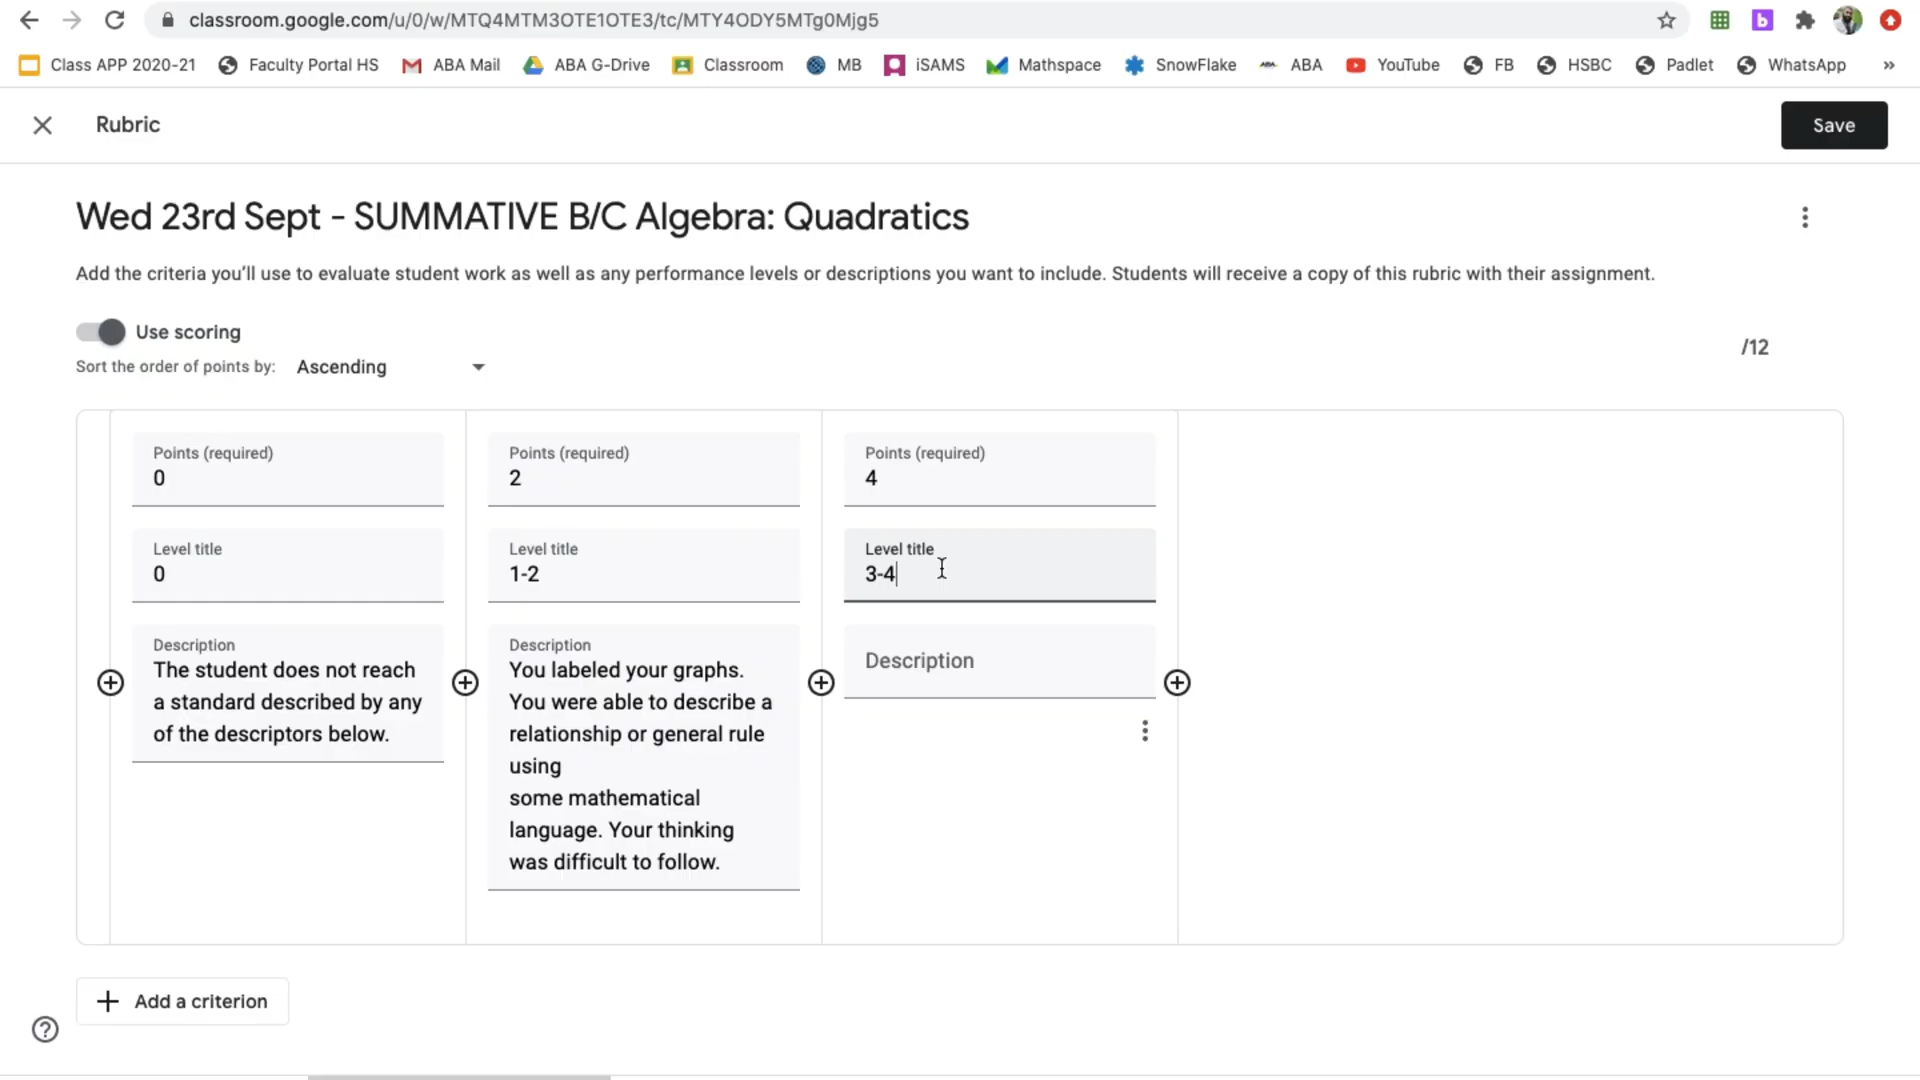 classroom.google.com/u/0/w/MTQ4MTM3OTE1OTE3/tc/MTY4ODY5MTg0Mjg5
b
Class APP 2020-21 Faculty Portal HS ABA Mail ABA G-Drive Classroom MB iSAMS Mathspace SnowFlake ABA YouTube FB HSBC Padlet WhatsApp »
Rubric
Save
Wed 23rd Sept - SUMMATIVE B/C Algebra: Quadratics
Add the criteria you’ll use to evaluate student work as well as any performance levels or descriptions you want to include. Students will receive a copy of this rubric with their assignment.
Use scoring
/12
Sort the order of points by: Ascending
Points (required)
0
Level title
0
Description
The student does not reach
a standard described by any
of the descriptors below.
Points (required)
2
Level title
1-2
Description
You labeled your graphs.
You were able to describe a
relationship or general rule
using
some mathematical
language. Your thinking
was difficult to follow.
Points (required)
4
Level title
3-4
Description
Add a criterion